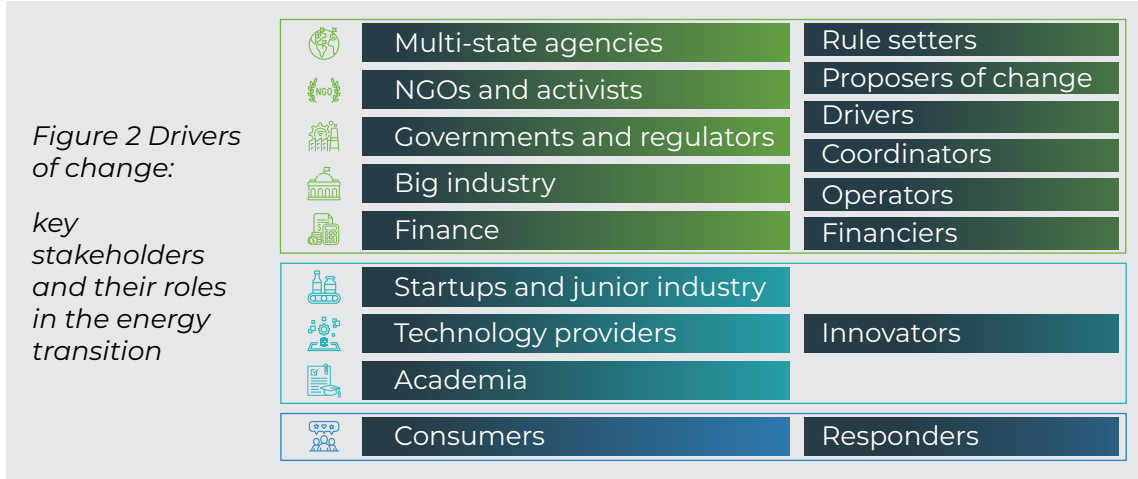 Figure 2 Drivers
of change:
key
stakeholders
and their roles
in the energy
transition
Multi-state agencies
NGO
NGOs and activists
Governments and regulators
Big industry
Finance
Rule setters
Proposers of change
Drivers
Coordinators
Operators
Financiers
Startups and junior industry
Technology providers
Academia
Innovators
Consumers
Responders